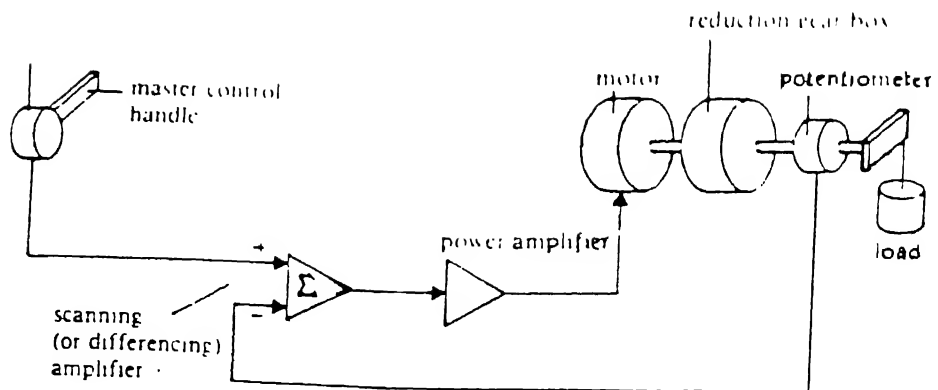 reduction gear box
master control
handle
motor
potentiometer
power amplifier
load
+
Σ
−
scanning
(or differencing)
amplifier